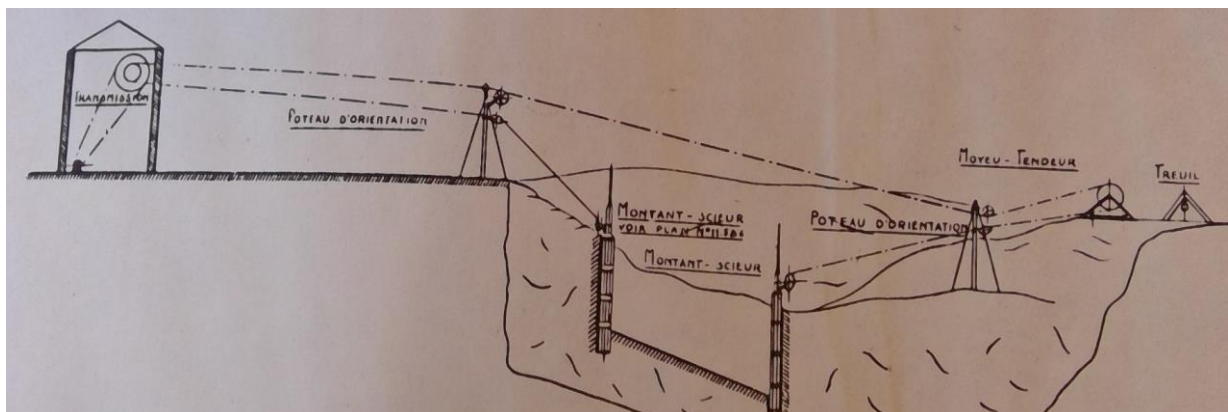 TRANSMISSION
POTEAU D'ORIENTATION
MOYEU-TENDEUR
TREUIL
MONTANT-SCIEUR
VOIR PLAN N°
POTEAU D'ORIENTATION
MONTANT-SCIEUR